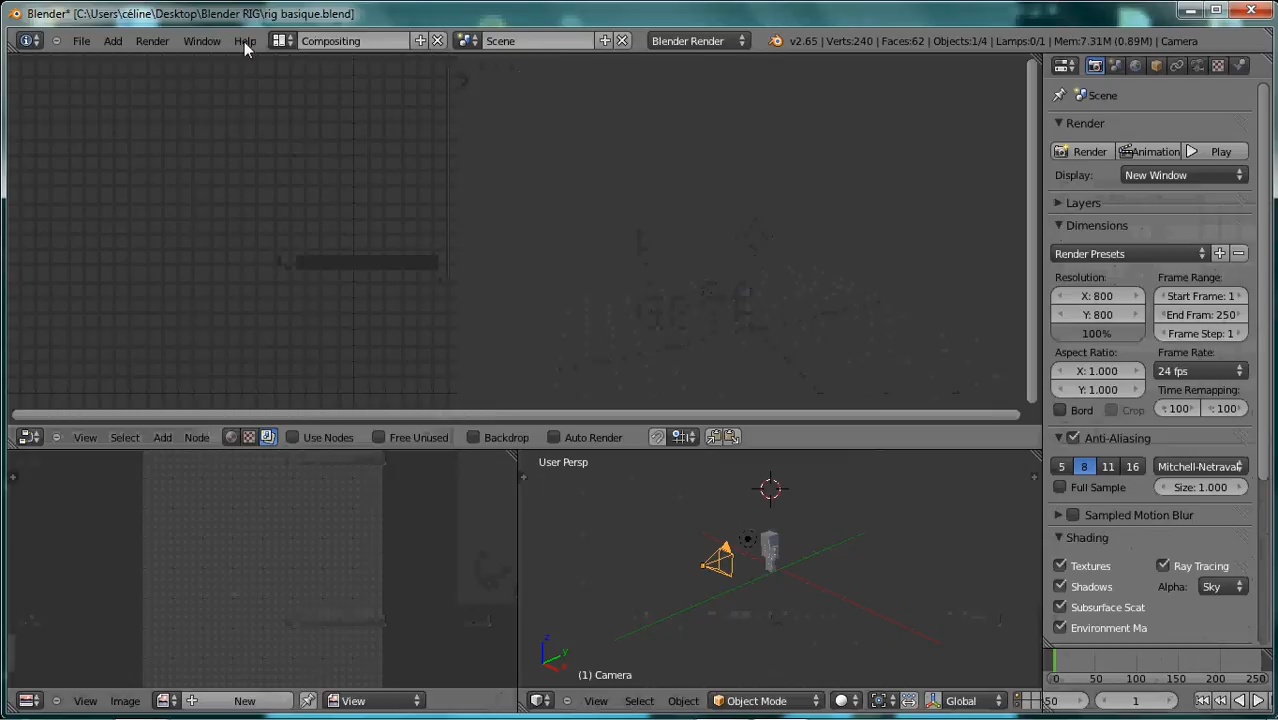 Blender* [C:\Users\céline\Desktop\Blender RIG\rig basique.blend]
File Add Render Window Help Compositing Scene Blender Render v2.65 | Verts:240 | Faces:62 | Objects:1/4 | Lamps:0/1 | Mem:7.31M (0.89M) | Camera
Scene
Render
Render Animation Play
Display: New Window
Layers
Dimensions
Render Presets
Resolution: Frame Range:
X: 800 Start Frame: 1
Y: 800 End Fram: 250
100% Frame Step: 1
Aspect Ratio: Frame Rate:
X: 1.000 24 fps
Y: 1.000 Time Remapping:
Bord Crop : 100 : 100
View Select Add Node Use Nodes Free Unused Backdrop Auto Render
Anti-Aliasing
5 8 11 16 Mitchell-Netraval
Full Sample Size: 1.000
Sampled Motion Blur
Shading
Textures Ray Tracing
Shadows Alpha: Sky
Subsurface Scat
Environment Ma
User Persp
z
y
x
(1) Camera
0 50 100 150 200 250
View Image New View
View Select Object Object Mode Global
50 1